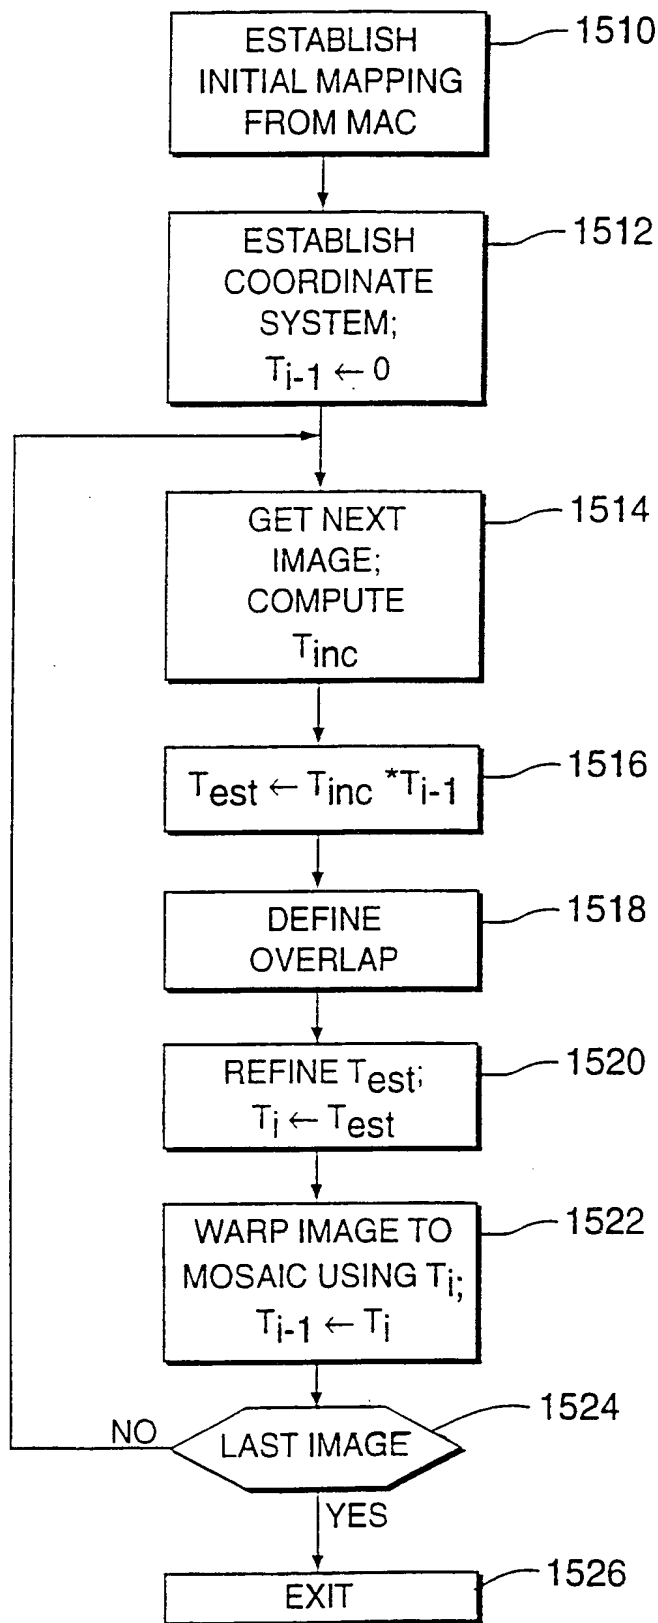 ESTABLISH
INITIAL MAPPING
FROM MAC
1510
ESTABLISH
COORDINATE
SYSTEM;
Ti-1 ← 0
1512
GET NEXT
IMAGE;
COMPUTE
Tinc
1514
Test ← Tinc *Ti-1
1516
DEFINE
OVERLAP
1518
REFINE Test;
Ti ← Test
1520
WARP IMAGE TO
MOSAIC USING Ti;
Ti-1 ← Ti
1522
LAST IMAGE
1524
NO
YES
EXIT
1526